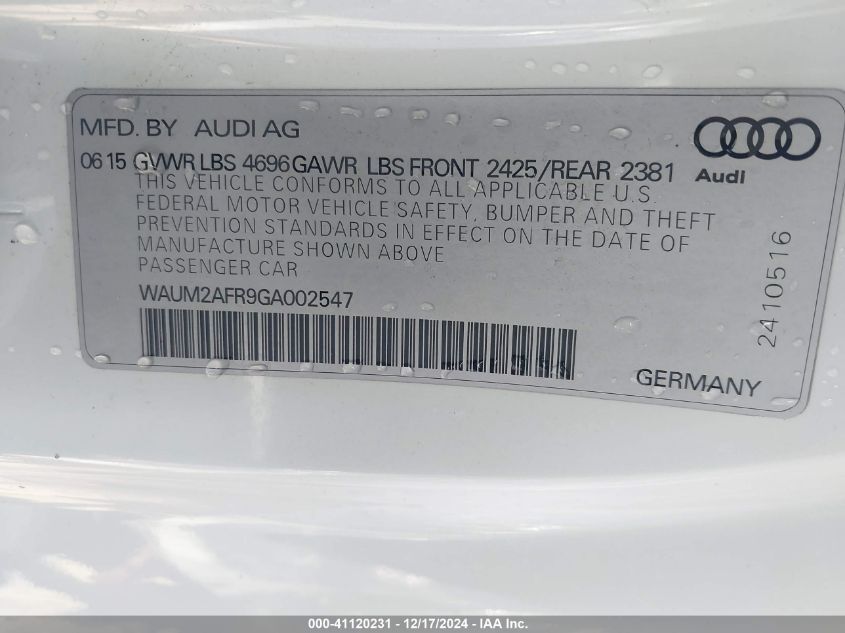 MFD. BY AUDI AG
0615 GVWR LBS 4696 GAWR LBS FRONT 2425/REAR 2381
Audi
THIS VEHICLE CONFORMS TO ALL APPLICABLE U.S.
FEDERAL MOTOR VEHICLE SAFETY, BUMPER AND THEFT
PREVENTION STANDARDS IN EFFECT ON THE DATE OF
MANUFACTURE SHOWN ABOVE
PASSENGER CAR
WAUM2AFR9GA002547
2410516
GERMANY
000-41120231 - 12/17/2024 - IAA Inc.